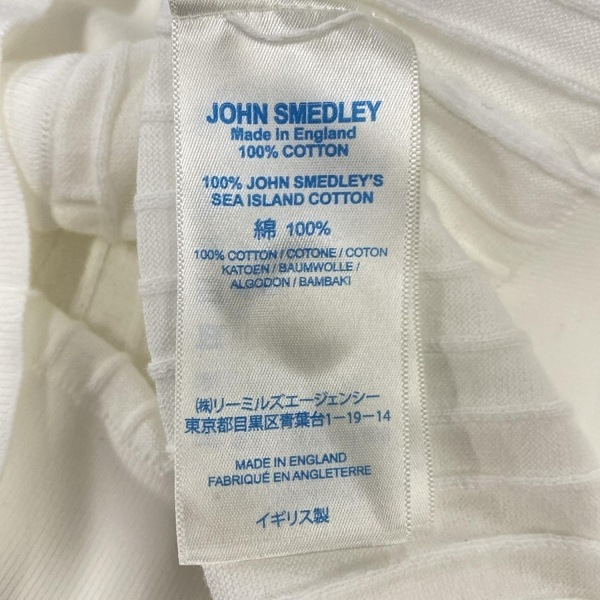 JOHN SMEDLEY
Made in England
100% COTTON
100% JOHN SMEDLEY'S
SEA ISLAND COTTON
綿 100%
100% COTTON / COTONE / COTON
KATOEN / BAUMWOLLE /
ALGODON / BAMBAKI
㈱リーミルズエージェンシー
東京都目黒区青葉台1-19-14
MADE IN ENGLAND
FABRIQUÉ EN ANGLETERRE
イギリス製